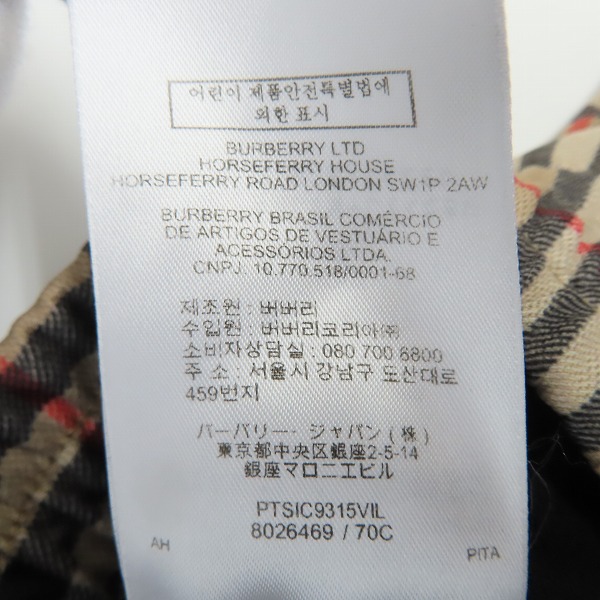 어린이 제품안전특별법에
의한 표시
BURBERRY LTD
HORSEFERRY HOUSE
HORSEFERRY ROAD LONDON SW1P 2AW
BURBERRY BRASIL COMÉRCIO
DE ARTIGOS DE VESTUÁRIO E
ACESSÓRIOS LTDA.
CNPJ. 10.770.518/0001-68
제조원 : 버버리
수입원 : 버버리코리아㈜
소비자상담실 : 080 700 6800
주 소 : 서울시 강남구 도산대로
459번지
バーバリー・ジャパン (株)
東京都中央区銀座2-5-14
銀座マロニエビル
PTSIC9315VIL
8026469 / 70C
AH
PITA